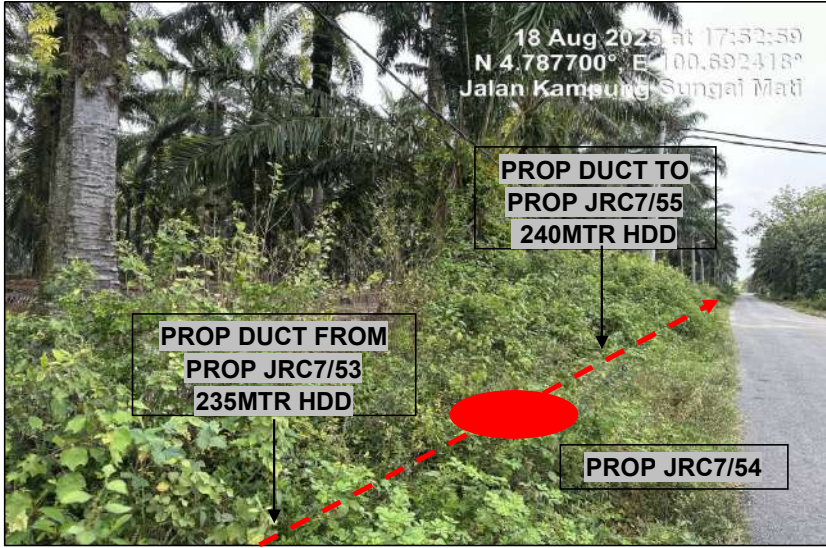 18 Aug 2025 at 17:52:59
N 4.787700°, E 100.692418°
Jalan Kampung Sungai Mati
PROP DUCT TO
PROP JRC7/55
240MTR HDD
PROP DUCT FROM
PROP JRC7/53
235MTR HDD
PROP JRC7/54